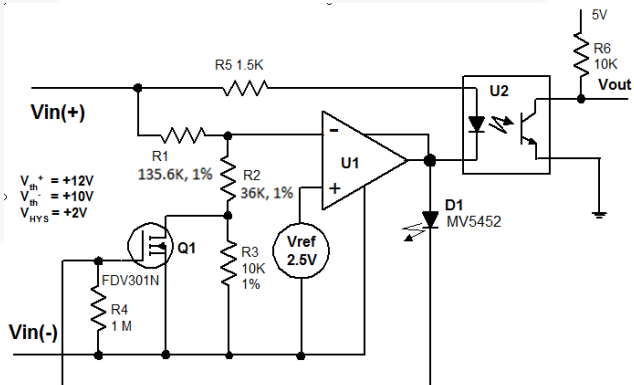 5V
R6
10K
Vout
R5 1.5K
U2
Vin(+)
-
U1
+
R1
135.6K, 1%
R2
36K, 1%
Vth+ = +12V
Vth- = +10V
VHYS = +2V
D1
MV5452
Q1
Vref
2.5V
R3
10K
1%
FDV301N
R4
1 M
Vin(-)